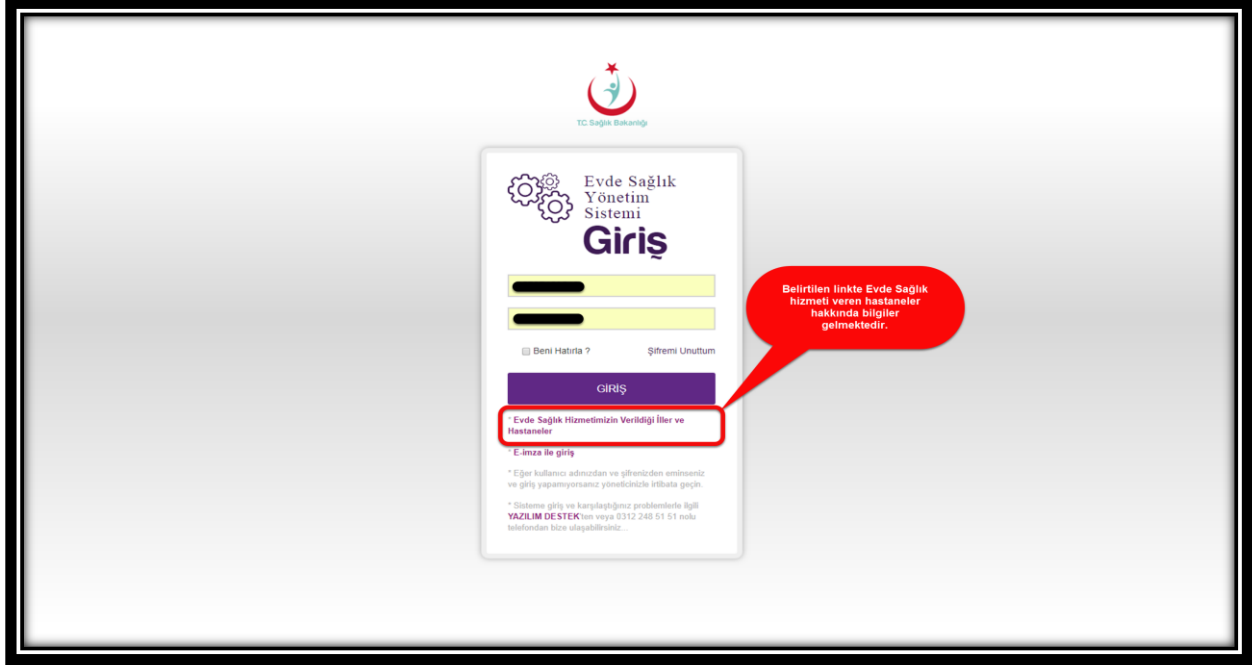 T.C. Sağlık Bakanlığı
Evde Sağlık
Yönetim
Sistemi
Giriş
Beni Hatırla ?
Şifremi Unuttum
GİRİŞ
* Evde Sağlık Hizmetimizin Verildiği İller ve
Hastaneler
* E-imza ile giriş
* Eğer kullanıcı adınızdan ve şifrenizden eminseniz
ve giriş yapamıyorsanız yöneticinizle irtibata geçin.
* Sisteme giriş ve karşılaştığınız problemlerle ilgili
YAZILIM DESTEK'ten veya 0312 248 51 51 nolu
telefondan bize ulaşabilirsiniz...
Belirtilen linkte Evde Sağlık
hizmeti veren hastaneler
hakkında bilgiler
gelmektedir.